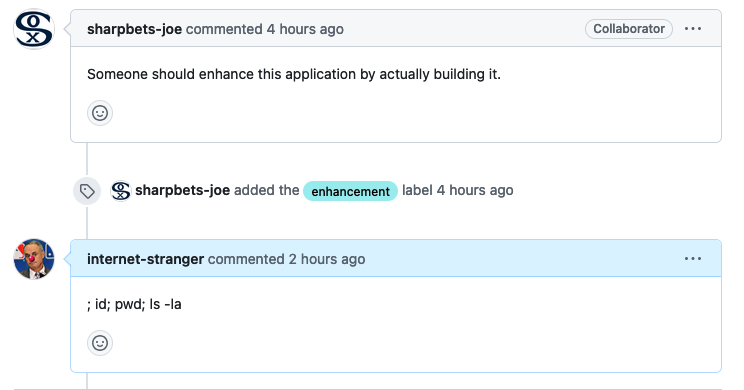 sharpbets-joe commented 4 hours ago Collaborator ...
Someone should enhance this application by actually building it.
sharpbets-joe added the enhancement label 4 hours ago
internet-stranger commented 2 hours ago ...
; id; pwd; ls -la